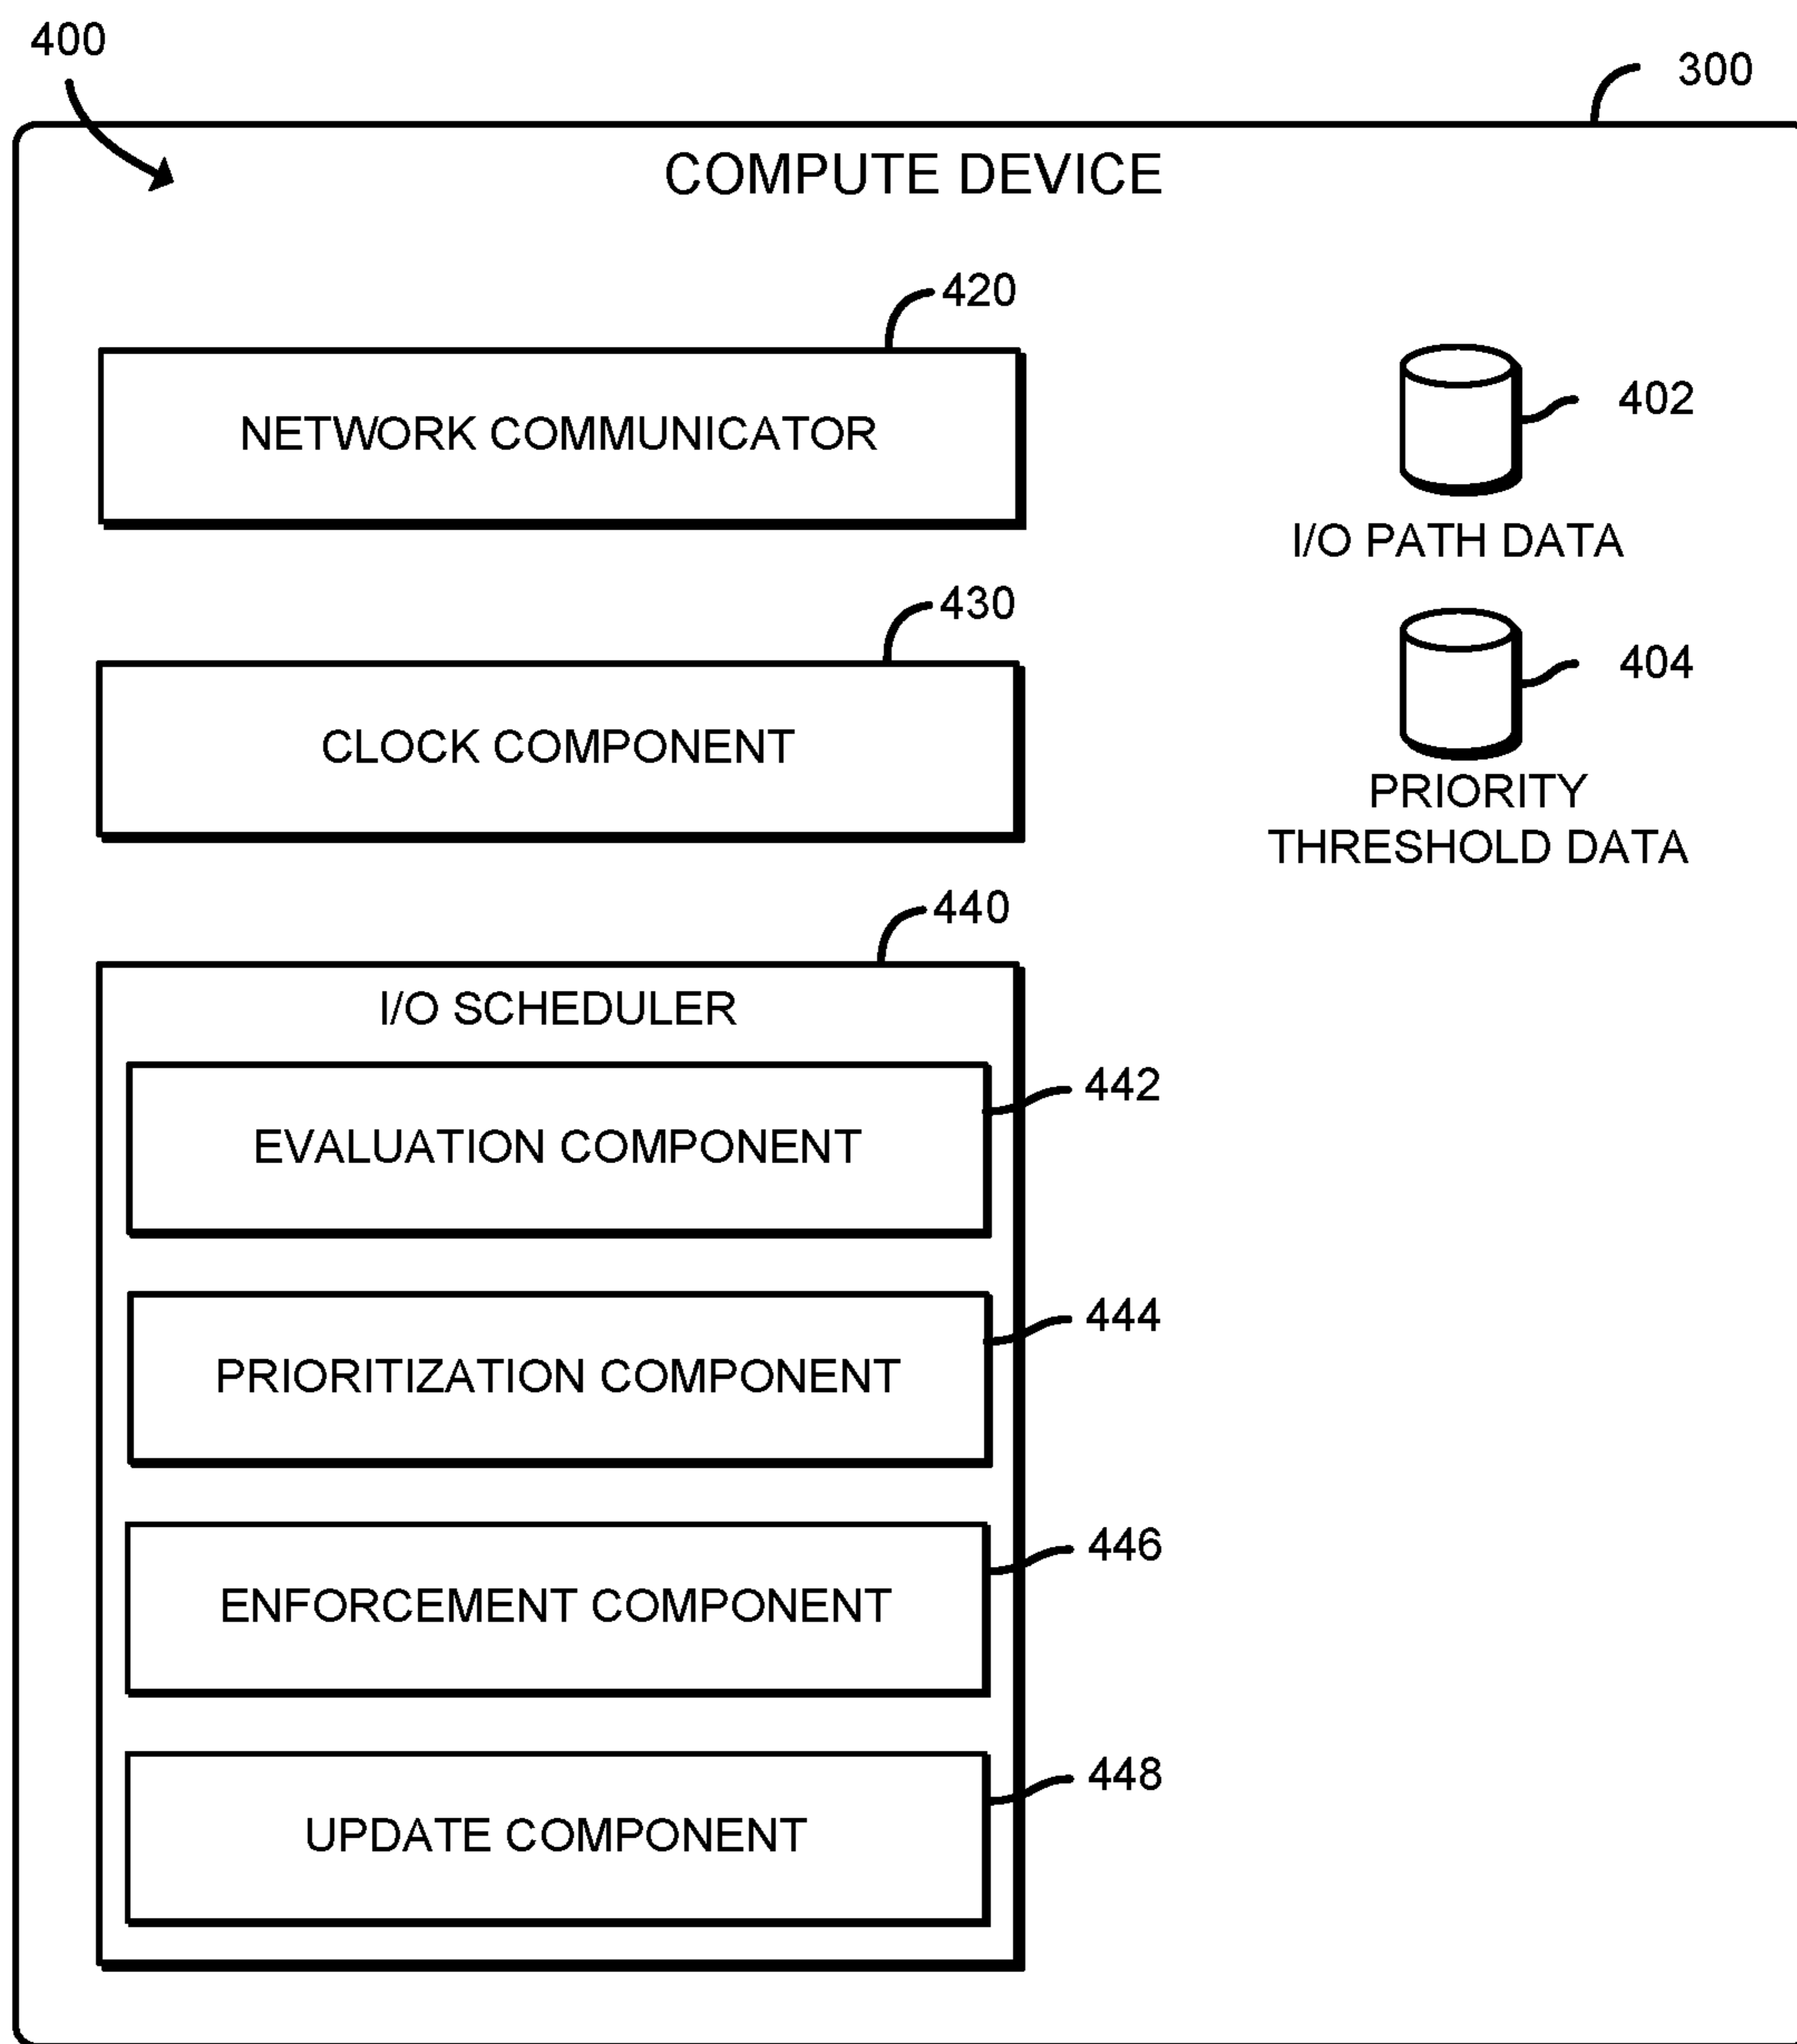 400
300
COMPUTE DEVICE
420
NETWORK COMMUNICATOR
402
I/O PATH DATA
430
CLOCK COMPONENT
404
PRIORITY
THRESHOLD DATA
440
I/O SCHEDULER
442
EVALUATION COMPONENT
444
PRIORITIZATION COMPONENT
446
ENFORCEMENT COMPONENT
448
UPDATE COMPONENT